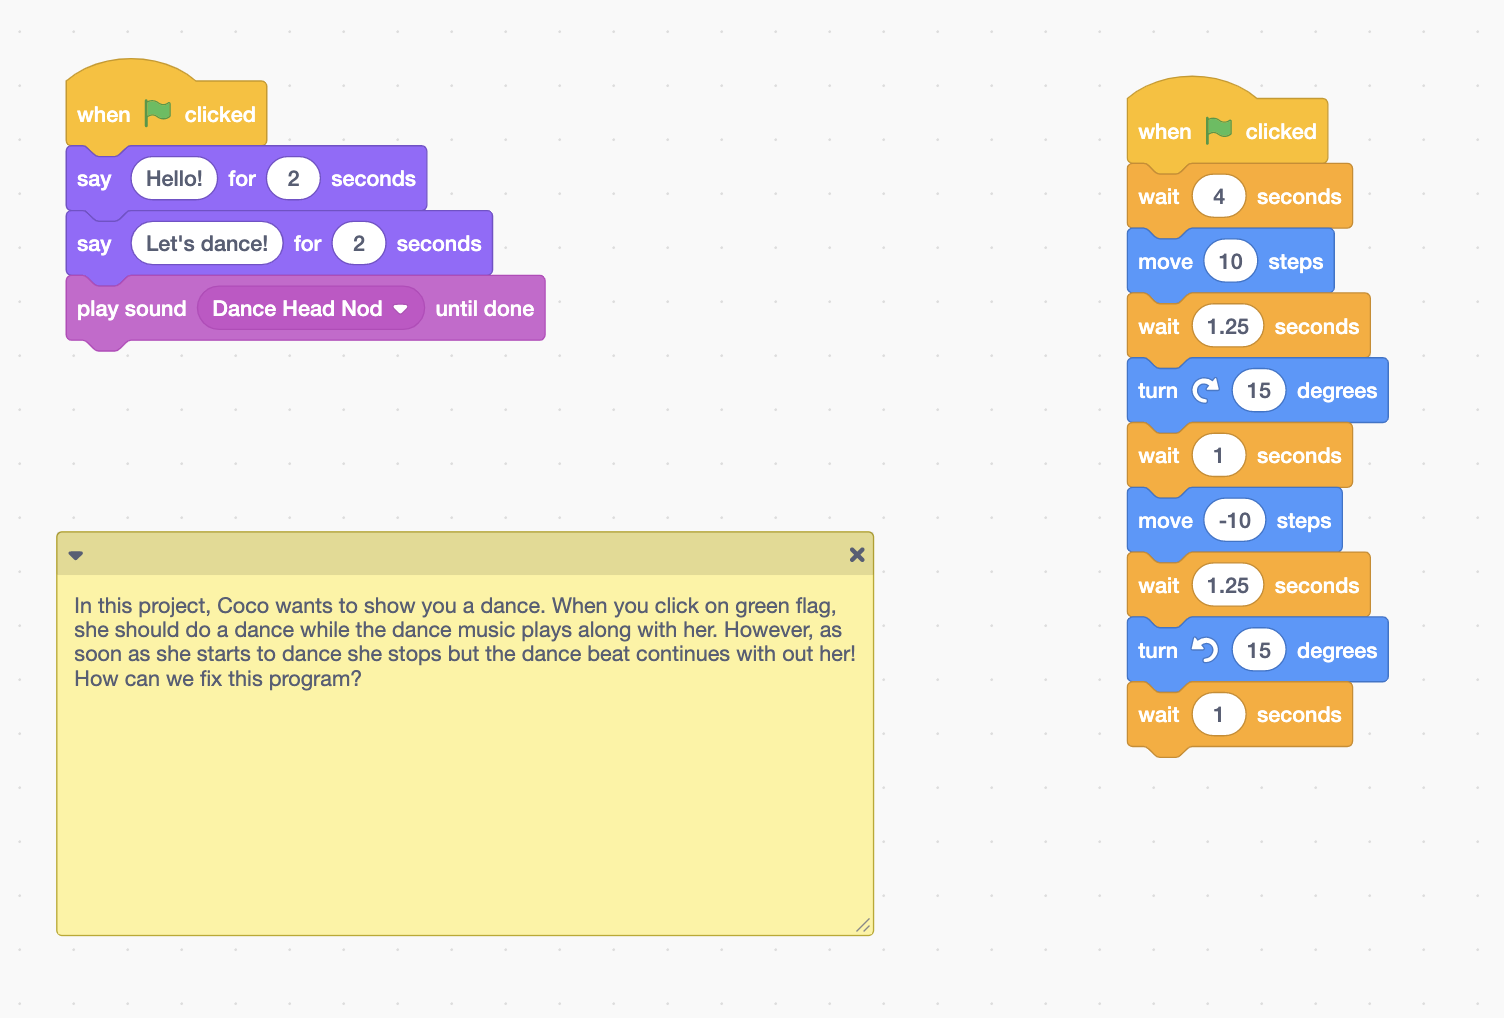 when clicked
say Hello! for 2 seconds
say Let's dance! for 2 seconds
play sound Dance Head Nod until done
In this project, Coco wants to show you a dance. When you click on green flag,
she should do a dance while the dance music plays along with her. However, as
soon as she starts to dance she stops but the dance beat continues with out her!
How can we fix this program?
when clicked
wait 4 seconds
move 10 steps
wait 1.25 seconds
turn 15 degrees
wait 1 seconds
move -10 steps
wait 1.25 seconds
turn 15 degrees
wait 1 seconds